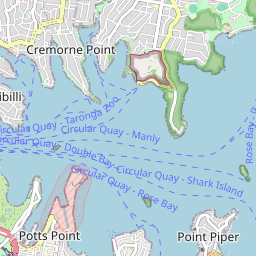 Cremorne Point
ibilli
Circular Quay - Taronga Zoo
Circular Quay - Manly
Circular Quay - Double Bay
Circular Quay - Shark Island
Circular Quay - Rose Bay
Rose Bay -
Potts Point
Point Piper